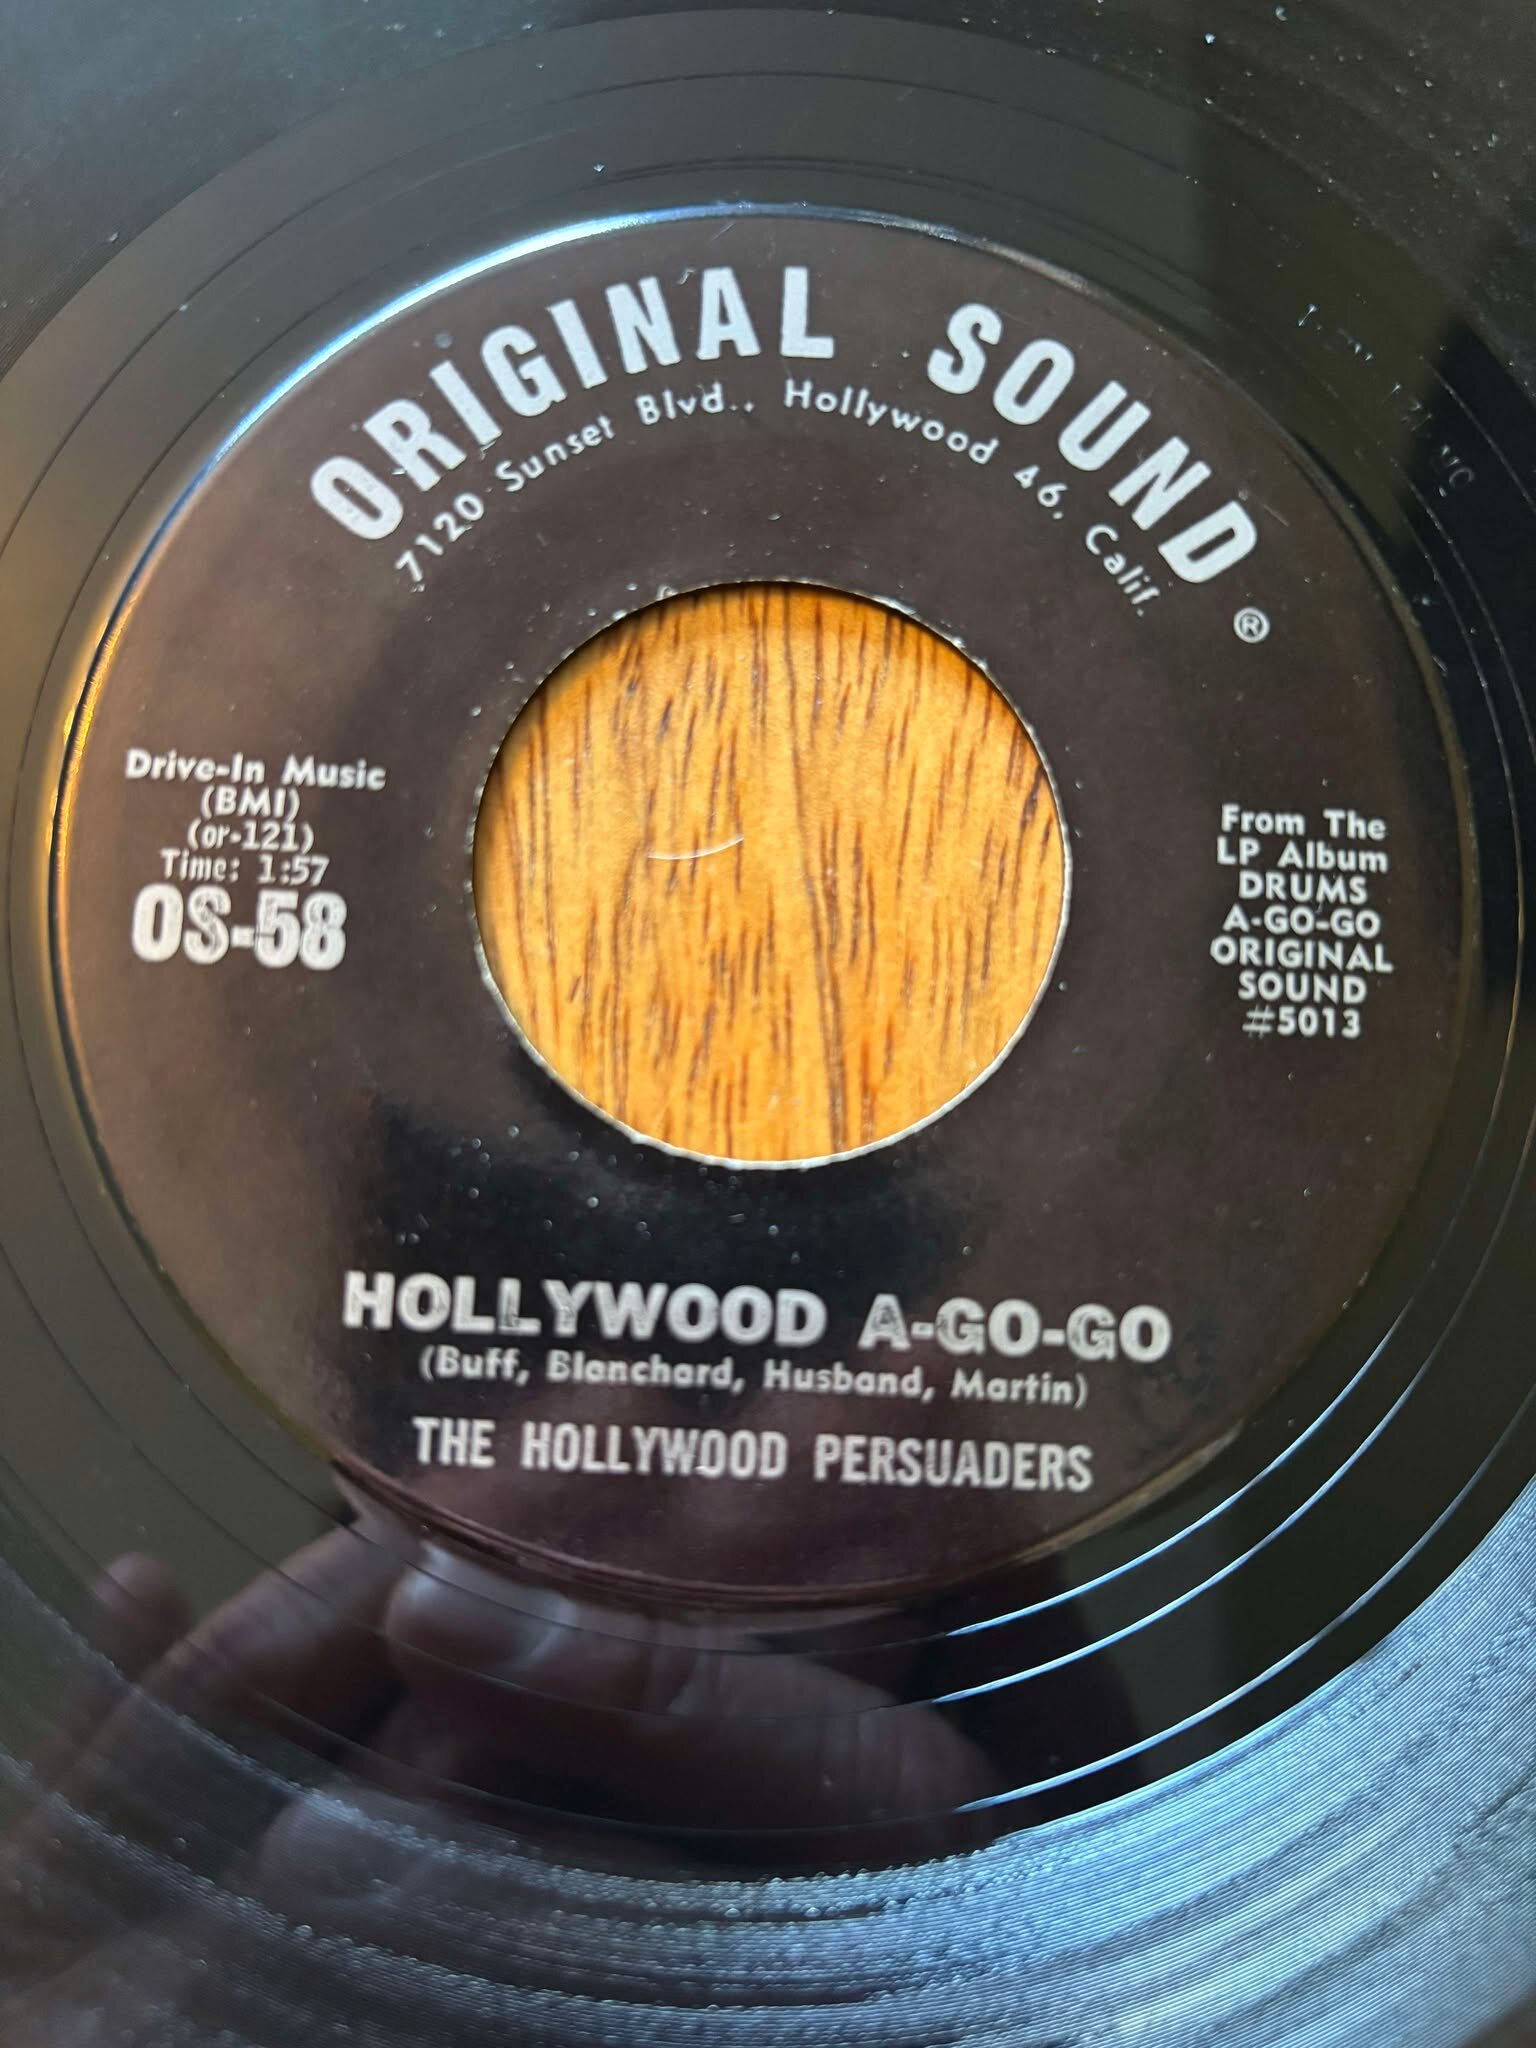 ORIGINAL SOUND ®
7120 Sunset Blvd., Hollywood 46, Calif.
Drive-In Music
(BMI)
(or-121)
Time: 1:57
OS-58
From The
LP Album
DRUMS
A-GO-GO
ORIGINAL
SOUND
#5013
HOLLYWOOD A-GO-GO
(Buff, Blanchard, Husband, Martin)
THE HOLLYWOOD PERSUADERS